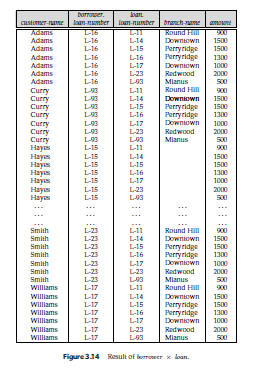 borrower. loan.
customer-name loan-number loan-number branch-name amount
Adams L-16 L-11 Round Hill 900
Adams L-16 L-14 Downtown 1500
Adams L-16 L-15 Perryridge 1500
Adams L-16 L-16 Perryridge 1300
Adams L-16 L-17 Downtown 1000
Adams L-16 L-23 Redwood 2000
Adams L-16 L-93 Mianus 500
Curry L-93 L-11 Round Hill 900
Curry L-93 L-14 Downtown 1500
Curry L-93 L-15 Perryridge 1500
Curry L-93 L-16 Perryridge 1300
Curry L-93 L-17 Downtown 1000
Curry L-93 L-23 Redwood 2000
Curry L-93 L-93 Mianus 500
Hayes L-15 L-11 900
Hayes L-15 L-14 1500
Hayes L-15 L-15 1500
Hayes L-15 L-16 1300
Hayes L-15 L-17 1000
Hayes L-15 L-23 2000
Hayes L-15 L-93 500
... ... ... ... ...
... ... ... ... ...
... ... ... ... ...
Smith L-23 L-11 Round Hill 900
Smith L-23 L-14 Downtown 1500
Smith L-23 L-15 Perryridge 1500
Smith L-23 L-16 Perryridge 1300
Smith L-23 L-17 Downtown 1000
Smith L-23 L-23 Redwood 2000
Smith L-23 L-93 Mianus 500
Williams L-17 L-11 Round Hill 900
Williams L-17 L-14 Downtown 1500
Williams L-17 L-15 Perryridge 1500
Williams L-17 L-16 Perryridge 1300
Williams L-17 L-17 Downtown 1000
Williams L-17 L-23 Redwood 2000
Williams L-17 L-93 Mianus 500
Figure 3.14 Result of borrower × loan.